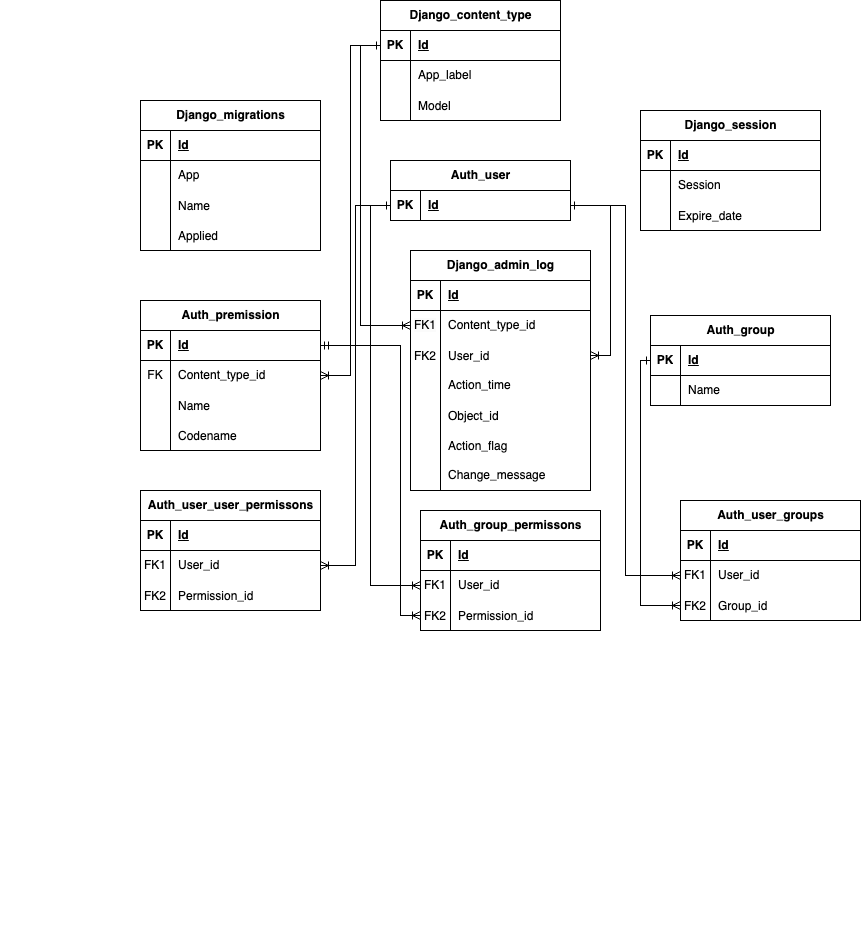 Django_content_type
PK Id
App_label
Model
Django_migrations
PK Id
App
Name
Applied
Django_session
PK Id
Session
Expire_date
Auth_user
PK Id
Django_admin_log
PK Id
FK1 Content_type_id
FK2 User_id
Action_time
Object_id
Action_flag
Change_message
Auth_premission
PK Id
FK Content_type_id
Name
Codename
Auth_group
PK Id
Name
Auth_user_user_permissons
PK Id
FK1 User_id
FK2 Permission_id
Auth_group_permissons
PK Id
FK1 User_id
FK2 Permission_id
Auth_user_groups
PK Id
FK1 User_id
FK2 Group_id